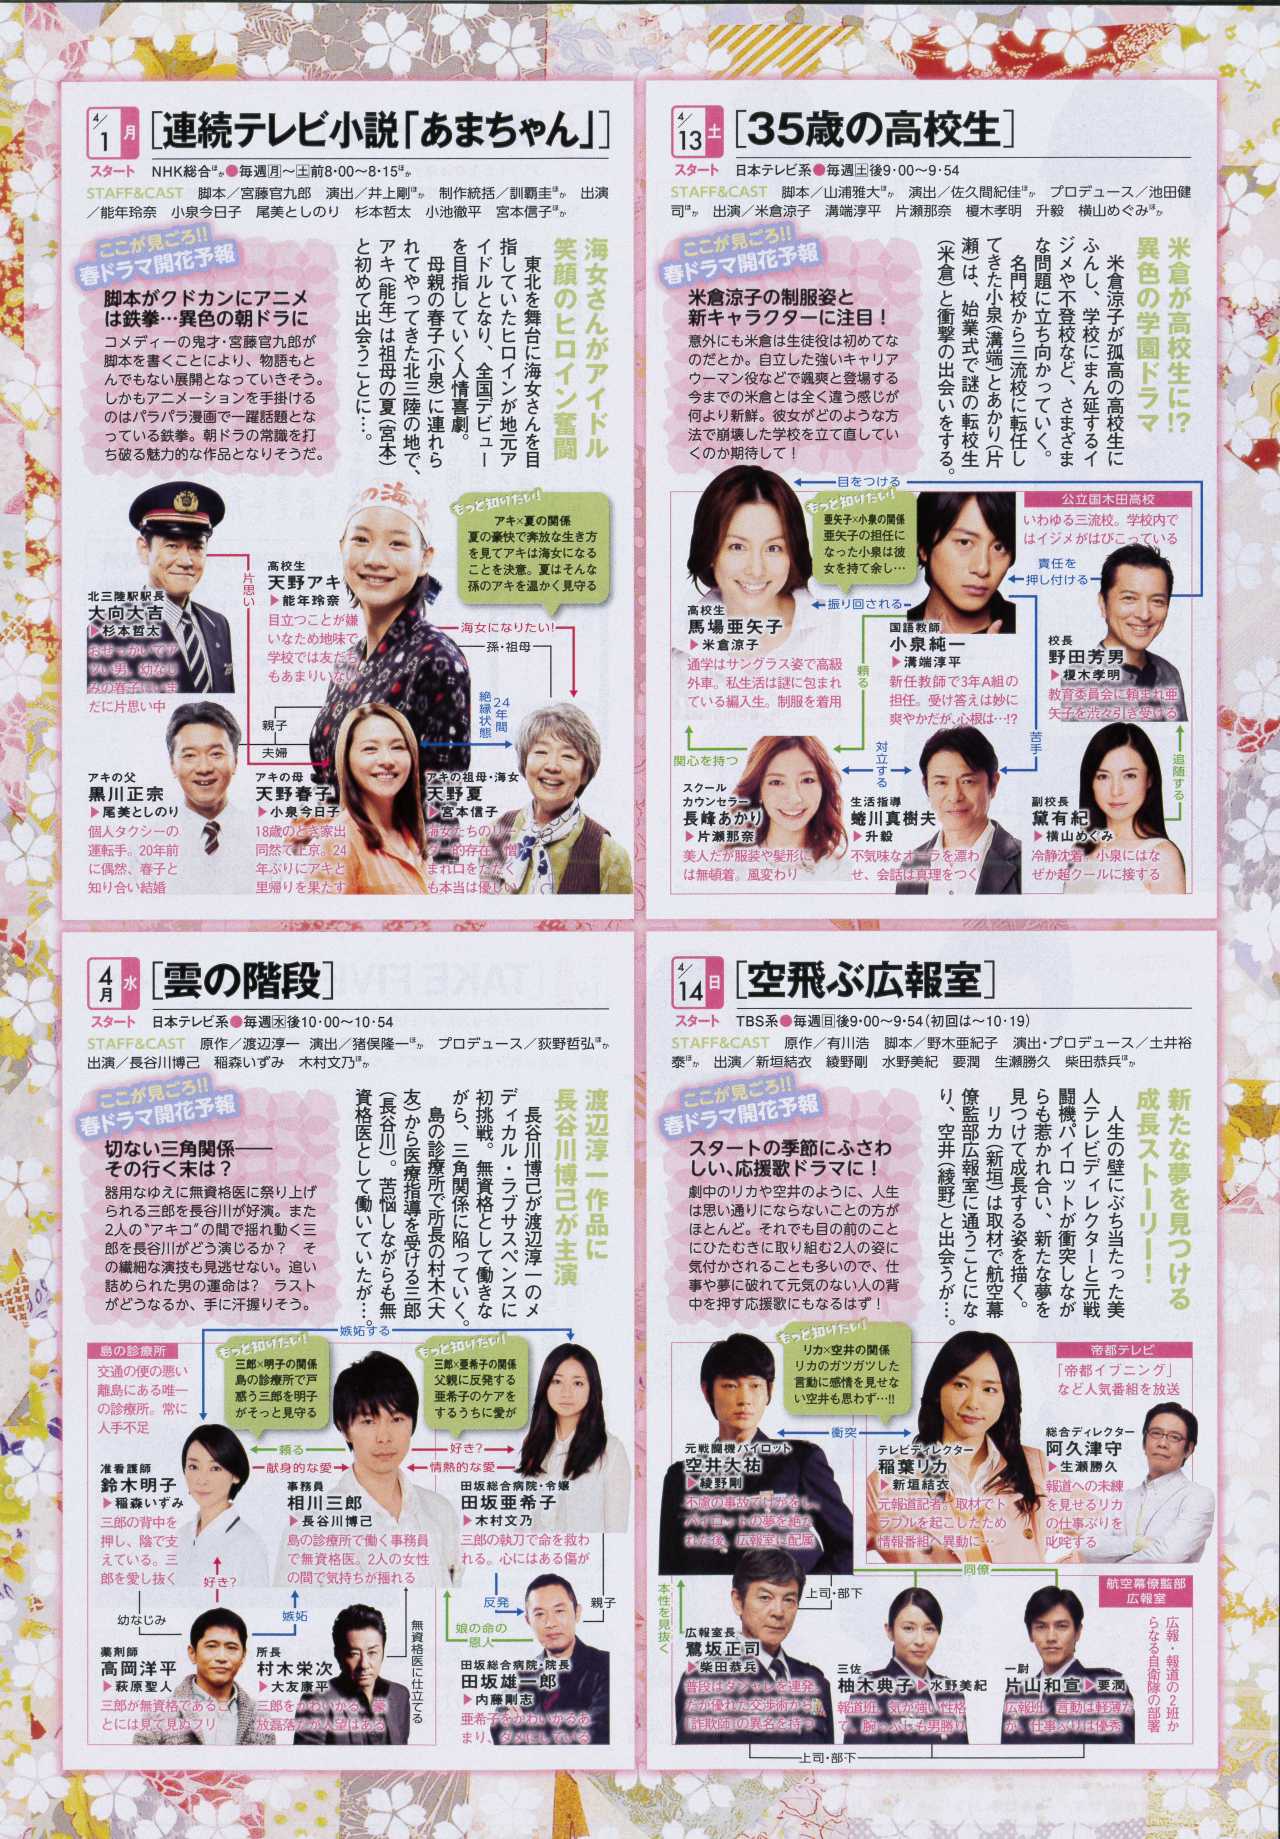 4/1 月
スタート
［連続テレビ小説「あまちゃん」］
NHK総合ほか●毎週月〜土前8・00〜8・15ほか
STAFF&CAST 脚本／宮藤官九郎 演出／井上剛ほか 制作統括／訓覇圭ほか 出演
／能年玲奈 小泉今日子 尾美としのり 杉本哲太 小池徹平 宮本信子ほか
海女さんがアイドル
笑顔のヒロイン奮闘
東北を舞台に海女さんを目
指していたヒロインが地元ア
イドルとなり、全国デビュー
を目指していく人情喜劇。
母親の春子（小泉）に連れら
れてやってきた北三陸の地で、
アキ（能年）は祖母の夏（宮本）
と初めて出会うことに…。
ここが見ごろ!!
春ドラマ開花予報
脚本がクドカンにアニメ
は鉄拳…異色の朝ドラに
コメディーの鬼才・宮藤官九郎が
脚本を書くことにより、物語もと
んでもない展開となっていきそう。
しかもアニメーションを手掛ける
のはパラパラ漫画で一躍話題とな
っている鉄拳。朝ドラの常識を打
ち破る魅力的な作品となりそうだ。
もっと知りたい!
アキ×夏の関係
夏の豪快で奔放な生き方
を見てアキは海女になる
ことを決意。夏はそんな
孫のアキを温かく見守る
北三陸駅駅長
大向大吉
▶杉本哲太
おせっかいでア
ツい男。幼なじ
みの春子にいま
だに片思い中
片思い
高校生
天野アキ
▶能年玲奈
目立つことが嫌
いなため地味で
学校では友だち
もあまりいない
海女になりたい!
孫・祖母
24年間
絶縁状態
親子
夫婦
アキの父
黒川正宗
▶尾美としのり
個人タクシーの
運転手。20年前
に偶然、春子と
知り合い結婚
アキの母
天野春子
▶小泉今日子
18歳のとき家出
同然で上京。24
年ぶりにアキと
里帰りを果たす
アキの祖母・海女
天野夏
▶宮本信子
海女たちのリー
ダー的存在。憎
まれ口をたたく
も本当は優しい
4/13 土
スタート
［35歳の高校生］
日本テレビ系●毎週土後9・00〜9・54
STAFF&CAST 脚本／山浦雅大ほか 演出／佐久間紀佳ほか プロデュース／池田健
司ほか 出演／米倉涼子 溝端淳平 片瀬那奈 榎木孝明 升毅 横山めぐみほか
米倉が高校生に!?
異色の学園ドラマ
米倉涼子が孤高の高校生に
ふんし、学校にまん延するイ
ジメや不登校など、さまざま
な問題に立ち向かっていく。
名門校から三流校に転任し
てきた小泉（溝端）とあかり（片
瀬）は、始業式で謎の転校生
（米倉）と衝撃の出会いをする。
ここが見ごろ!!
春ドラマ開花予報
米倉涼子の制服姿と
新キャラクターに注目！
意外にも米倉は生徒役は初めてな
のだとか。自立した強いキャリア
ウーマン役などで颯爽と登場する
今までの米倉とは全く違う感じが
何より新鮮。彼女がどのような方
法で崩壊した学校を立て直してい
くのか期待して！
目をつける
もっと知りたい!
亜矢子×小泉の関係
亜矢子の担任に
なった小泉は彼
女を持て余し…
公立国木田高校
いわゆる三流校。学校内で
はイジメがはびこっている
責任を
押し付ける
振り回される
高校生
馬場亜矢子
▶米倉涼子
通学はサングラス姿で高級
外車。私生活は謎に包まれ
ている編入生。制服を着用
国語教師
小泉純一
▶溝端淳平
新任教師で3年A組の
担任。受け答えは妙に
爽やかだが、心根は…!?
校長
野田芳男
▶榎木孝明
教育委員会に頼まれ亜
矢子を渋々引き受ける
頼る
関心を持つ
対立する
苦手
追随する
スクール
カウンセラー
長峰あかり
▶片瀬那奈
美人だが服装や髪形に
は無頓着。風変わり
生活指導
蜷川真樹夫
▶升毅
不気味なオーラを漂わ
せ、会話は真理をつく
副校長
黛有紀
▶横山めぐみ
冷静沈着。小泉にはな
ぜか超クールに接する
4月 水
スタート
［雲の階段］
日本テレビ系●毎週水後10・00〜10・54
STAFF&CAST 原作／渡辺淳一 演出／猪俣隆一ほか プロデュース／荻野哲弘ほか
出演／長谷川博己 稲森いずみ 木村文乃ほか
渡辺淳一作品に
長谷川博己が主演
長谷川博己が渡辺淳一のメ
ディカル・ラブサスペンスに
初挑戦。無資格として働きな
がら、三角関係に陥っていく。
島の診療所で所長の村木（大
友）から医療指導を受ける三郎
（長谷川）。苦悩しながらも無
資格医として働いていたが…。
ここが見ごろ!!
春ドラマ開花予報
切ない三角関係――
その行く末は？
器用なゆえに無資格医に祭り上げ
られる三郎を長谷川が好演。また
2人の“アキコ”の間で揺れ動く三
郎を長谷川がどう演じるか？ そ
の繊細な演技も見逃せない。追い
詰められた男の運命は？ ラスト
がどうなるか、手に汗握りそう。
嫉妬する
島の診療所
交通の便の悪い
離島にある唯一
の診療所。常に
人手不足
もっと知りたい!
三郎×明子の関係
島の診療所で戸
惑う三郎を明子
がそっと見守る
もっと知りたい!
三郎×亜希子の関係
父親に反発する
亜希子のケアを
するうちに愛が
頼る
献身的な愛
好き？
情熱的な愛
准看護師
鈴木明子
▶稲森いずみ
三郎の背中を
押し、陰で支
えている。三
郎を愛し抜く
事務員
相川三郎
▶長谷川博己
島の診療所で働く事務員
で無資格医。2人の女性
の間で気持ちが揺れる
田坂総合病院・令嬢
田坂亜希子
▶木村文乃
三郎の執刀で命を救わ
れる。心にはある傷が
好き？
幼なじみ
嫉妬
無資格医に仕立てる
反発
娘の命の
恩人
親子
薬剤師
高岡洋平
▶萩原聖人
三郎が無資格であるこ
とには見て見ぬフリ
所長
村木栄次
▶大友康平
三郎をかわいがる。豪
放磊落だが人望はある
田坂総合病院・院長
田坂雄一郎
▶内藤剛志
亜希子をかわいがるあ
まり、ダメにしている
4/14 日
スタート
［空飛ぶ広報室］
TBS系●毎週日後9・00〜9・54（初回は〜10・19）
STAFF&CAST 原作／有川浩 脚本／野木亜紀子 演出・プロデュース／土井裕
泰ほか 出演／新垣結衣 綾野剛 水野美紀 要潤 生瀬勝久 柴田恭兵ほか
新たな夢を見つける
成長ストーリー！
人生の壁にぶち当たった美
人テレビディレクターと元戦
闘機パイロットが衝突しなが
らも惹かれ合い、新たな夢を
見つけて成長する姿を描く。
リカ（新垣）は取材で航空幕
僚監部広報室に通うことにな
り、空井（綾野）と出会うが…。
ここが見ごろ!!
春ドラマ開花予報
スタートの季節にふさわ
しい、応援歌ドラマに！
劇中のリカや空井のように、人生
は思い通りにならないことの方が
ほとんど。それでも目の前のこと
にひたむきに取り組む2人の姿に
気付かされることも多いので、仕
事や夢に破れて元気のない人の背
中を押す応援歌にもなるはず！
もっと知りたい!
リカ×空井の関係
リカのガツガツした
言動に感情を見せな
い空井も思わず…!!
帝都テレビ
「帝都イブニング」
など人気番組を放送
衝突
元戦闘機パイロット
空井大祐
▶綾野剛
不慮の事故でけがをし、
パイロットの夢を絶た
れた後、広報室に配属
テレビディレクター
稲葉リカ
▶新垣結衣
元報道記者。取材でト
ラブルを起こしたため
情報番組へ異動に…
総合ディレクター
阿久津守
▶生瀬勝久
報道への未練
を見せるリカ
の仕事ぶりを
叱咤する
本性を見抜く
上司・部下
同僚
航空幕僚監部
広報室
広報・報道の2班か
らなる自衛隊の部署
広報室長
鷺坂正司
▶柴田恭兵
普段はダジャレを連発。
だが優れた交渉術から
「詐欺師」の異名を持つ
三佐
柚木典子
▶水野美紀
報道班。気が強い性格
で、腕っぷしも男勝り
一尉
片山和宣
▶要潤
広報班。言動は軽薄だ
が、仕事ぶりは優秀
上司・部下